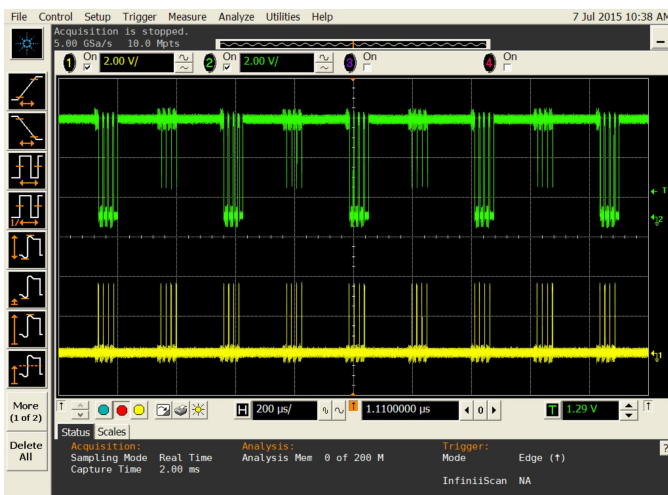 File Control Setup Trigger Measure Analyze Utilities Help 7 Jul 2015 10:38 AM
Acquisition is stopped.
5.00 GSa/s 10.0 Mpts
1 On 2.00 V/ 2 On 2.00 V/ 3 On 4 On
T
2
1
More
(1 of 2)
Delete
All
H 200 µs/ 1.1100000 µs 0 T 1.29 V
Status Scales
Acquisition: Analysis: Trigger:
Sampling Mode Real Time Analysis Mem 0 of 200 M Mode Edge (↑)
Capture Time 2.00 ms
InfiniiScan NA
?